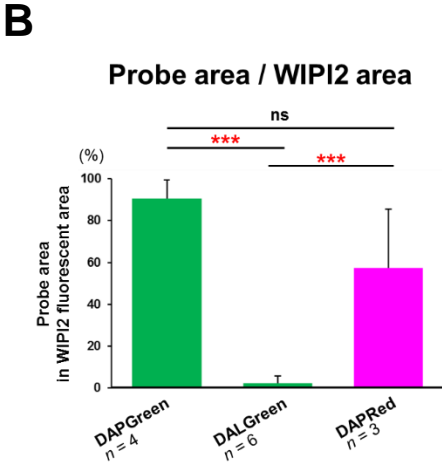 B
Probe area / WIPI2 area
ns
***
***
(%)
100
80
60
40
20
0
Probe area
in WIPI2 fluorescent area
DAPGreen
n = 4
DALGreen
n = 6
DAPRed
n = 3